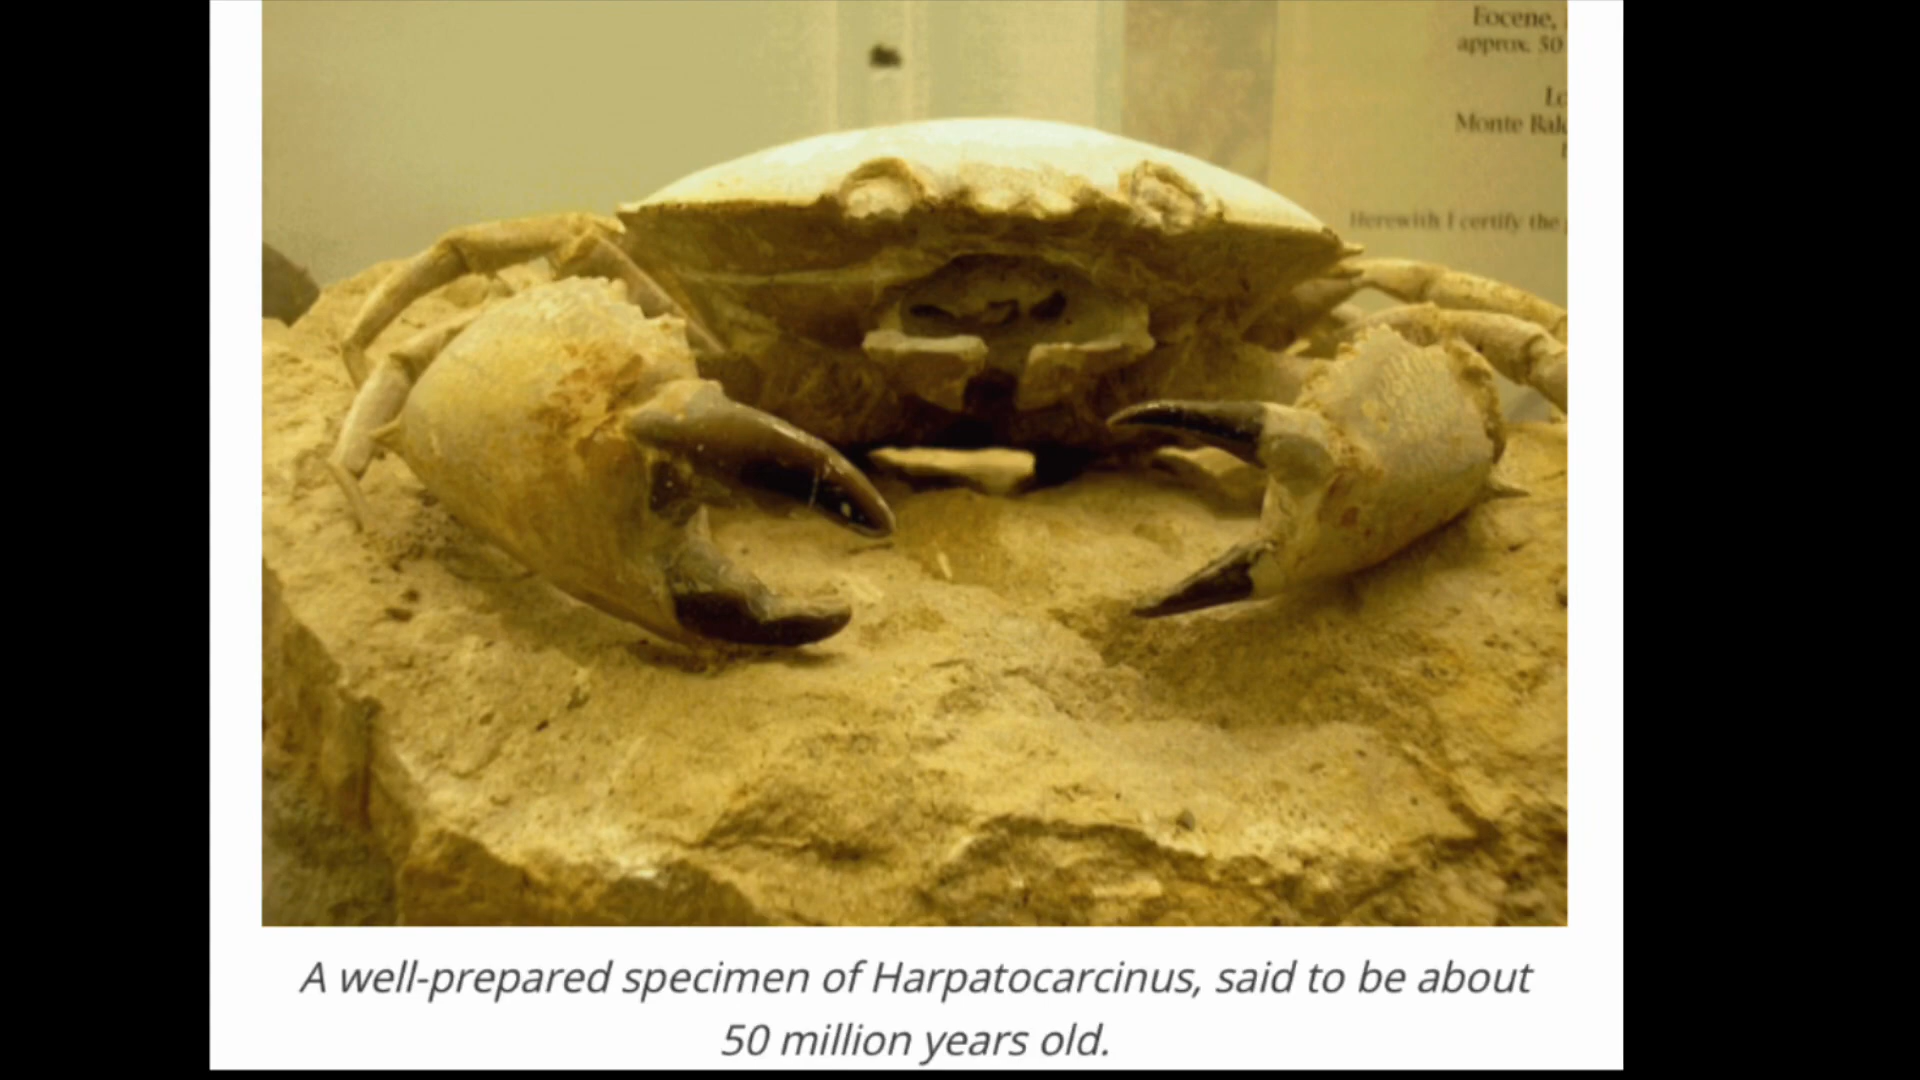 Eocene,
approx. 50
Monte
Herewith I certify the
A well-prepared specimen of Harpatocarcinus, said to be about
50 million years old.